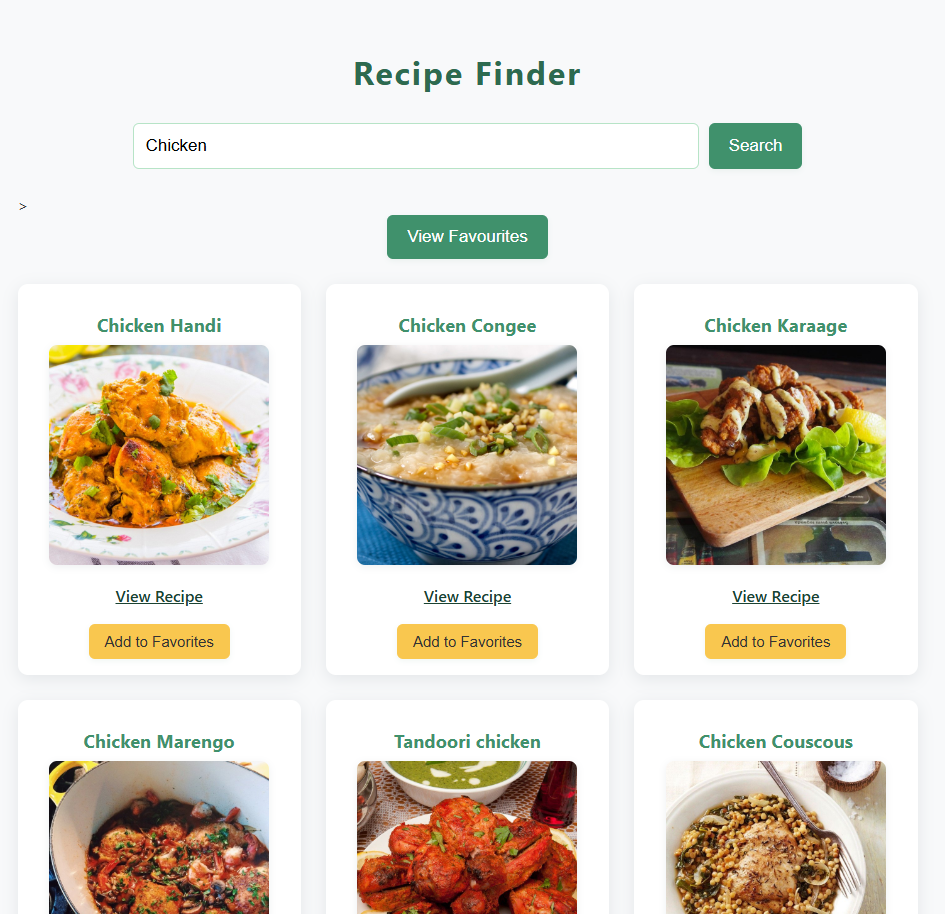 Recipe Finder
Chicken
Search
>
View Favourites
Chicken Handi
Chicken Congee
Chicken Karaage
View Recipe
View Recipe
View Recipe
Add to Favorites
Add to Favorites
Add to Favorites
Chicken Marengo
Tandoori chicken
Chicken Couscous